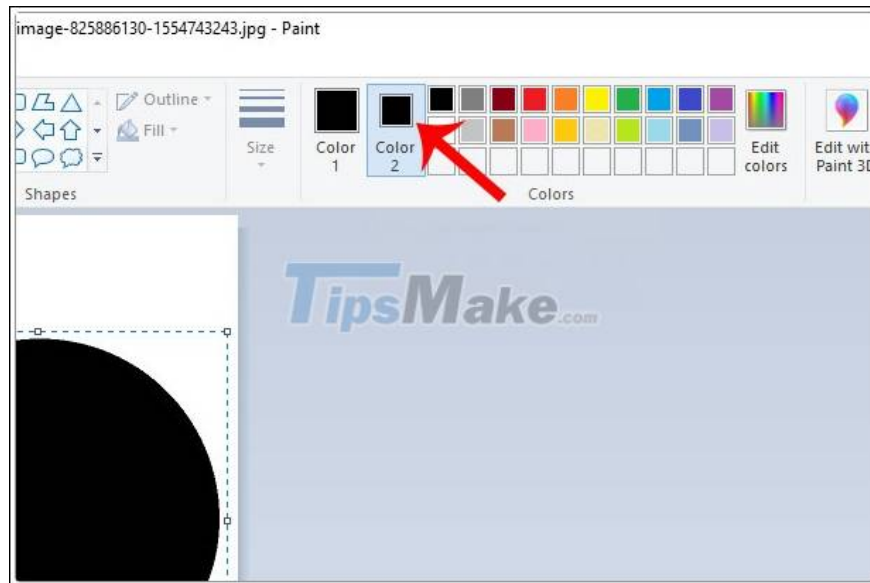 image-825886130-1554743243.jpg - Paint
Outline
Fill
Shapes
Size
Color
1
Color
2
Colors
Edit
colors
Edit wit
Paint 3D
TipsMake.com